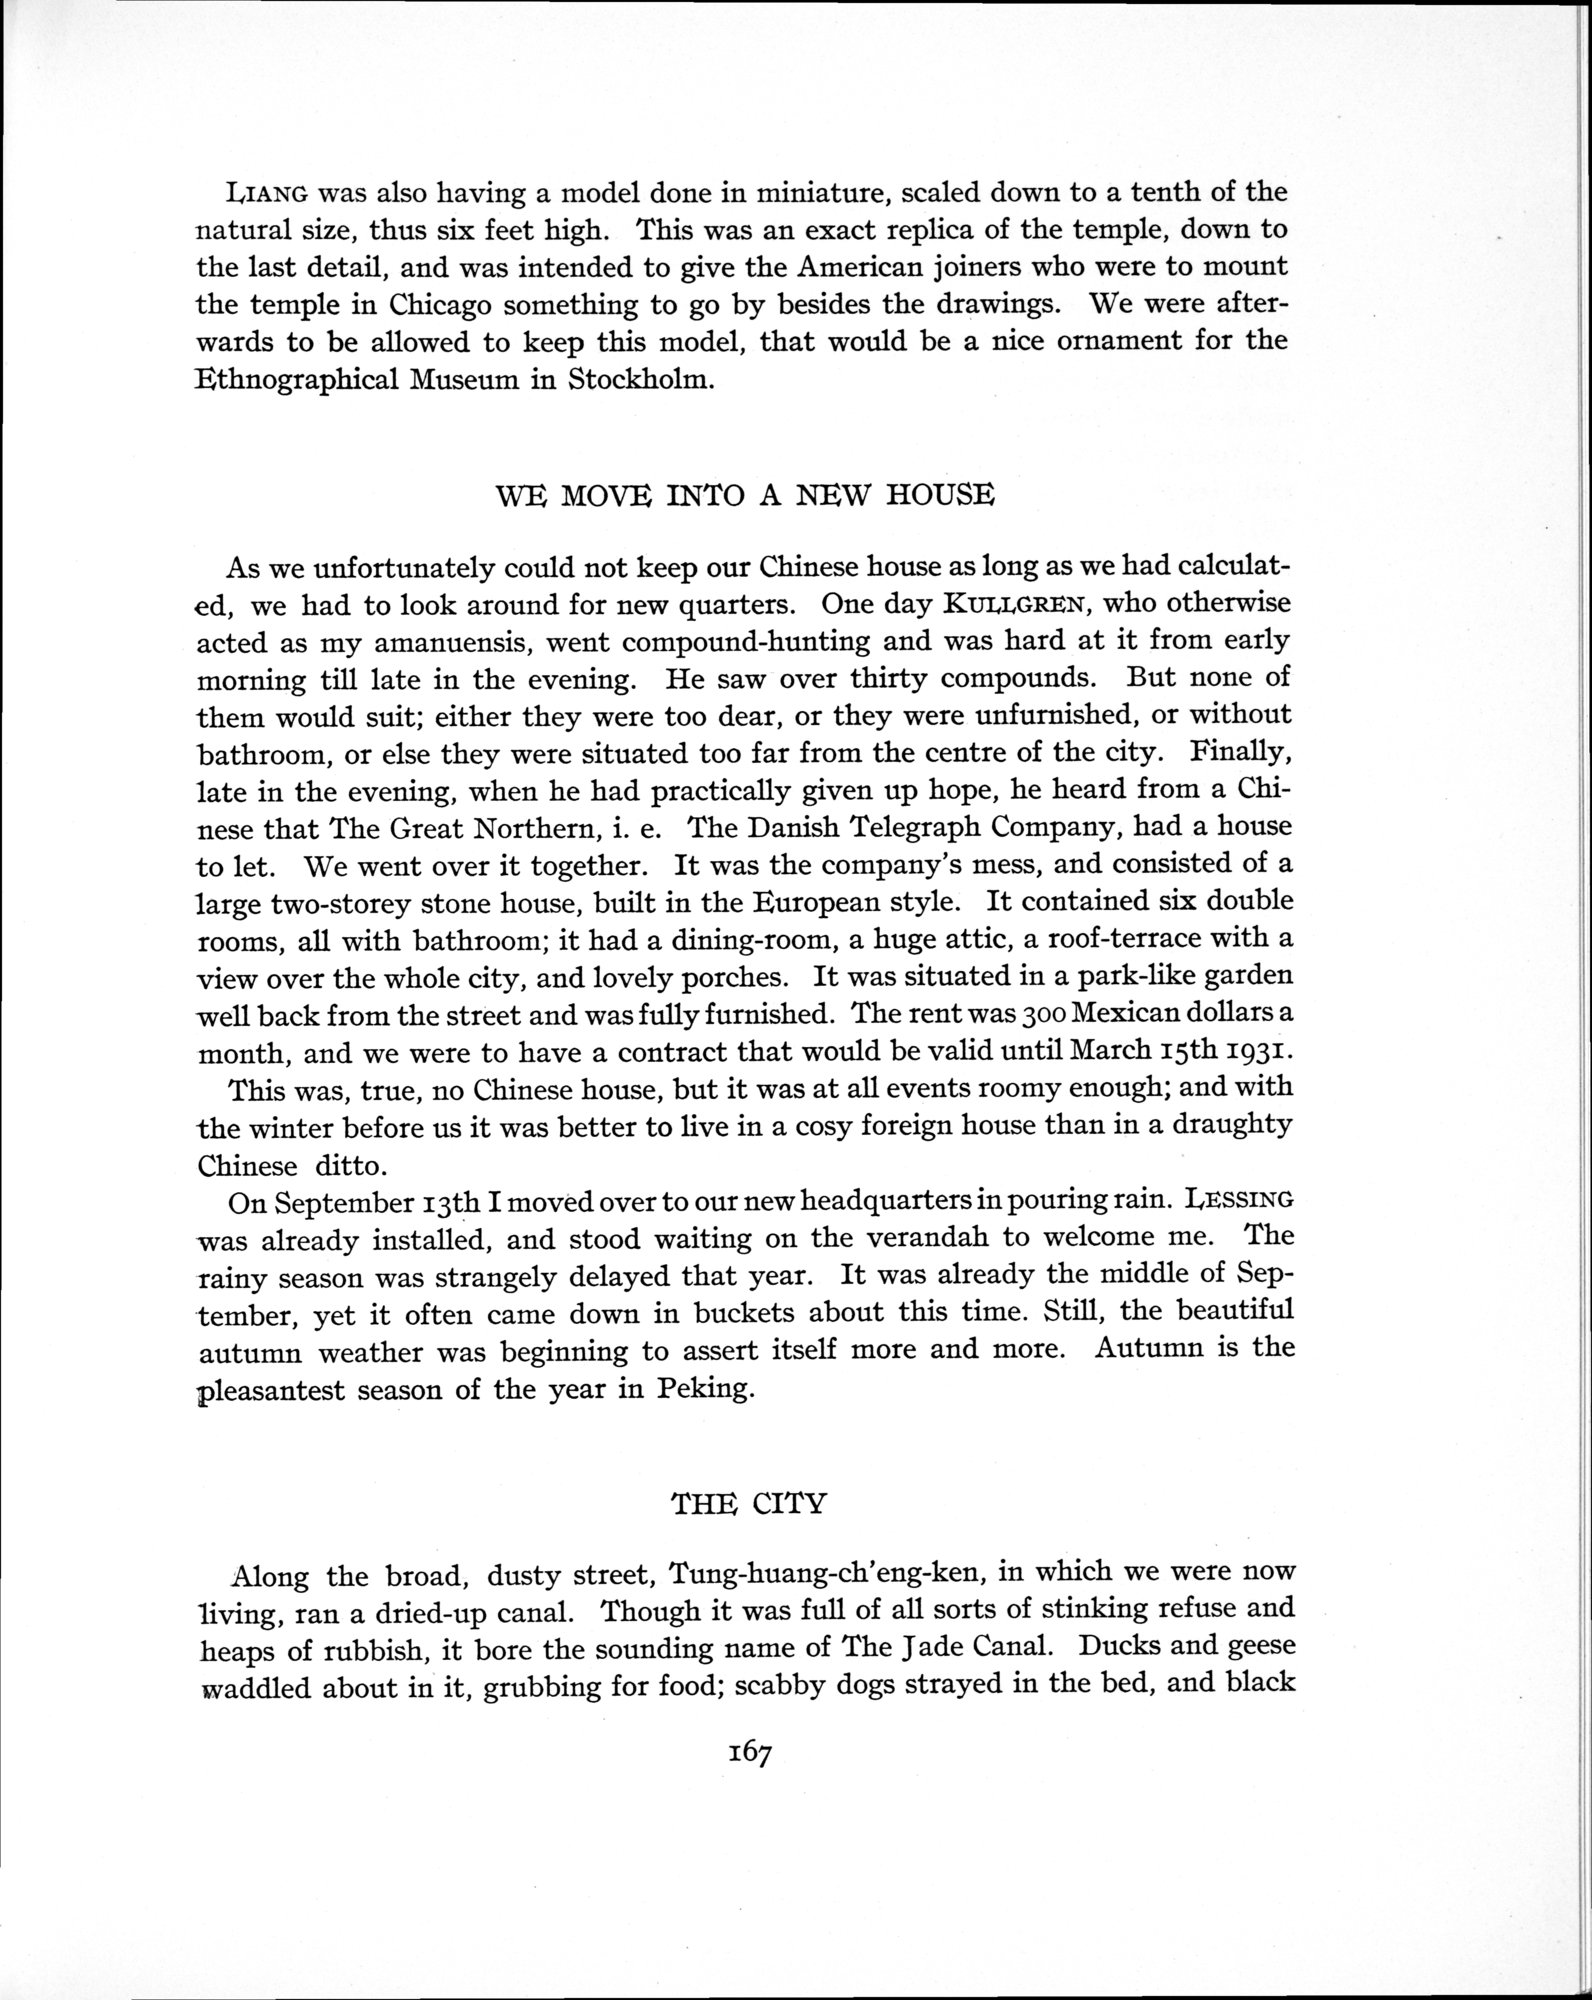 LIANG was also having a model done in miniature, scaled down to a tenth of the
natural size, thus six feet high. This was an exact replica of the temple, down to
the last detail, and was intended to give the American joiners who were to mount
the temple in Chicago something to go by besides the drawings. We were after-
wards to be allowed to keep this model, that would be a nice ornament for the
Ethnographical Museum in Stockholm.
WE MOVE INTO A NEW HOUSE
As we unfortunately could not keep our Chinese house as long as we had calculat-
ed, we had to look around for new quarters. One day KULLGREN, who otherwise
acted as my amanuensis, went compound-hunting and was hard at it from early
morning till late in the evening. He saw over thirty compounds. But none of
them would suit; either they were too dear, or they were unfurnished, or without
bathroom, or else they were situated too far from the centre of the city. Finally,
late in the evening, when he had practically given up hope, he heard from a Chi-
nese that The Great Northern, i. e. The Danish Telegraph Company, had a house
to let. We went over it together. It was the company's mess, and consisted of a
large two-storey stone house, built in the European style. It contained six double
rooms, all with bathroom; it had a dining-room, a huge attic, a roof-terrace with a
view over the whole city, and lovely porches. It was situated in a park-like garden
well back from the street and was fully furnished. The rent was 300 Mexican dollars a
month, and we were to have a contract that would be valid until March 15th 1931.
This was, true, no Chinese house, but it was at all events roomy enough; and with
the winter before us it was better to live in a cosy foreign house than in a draughty
Chinese ditto.
On September 13th I moved over to our new headquarters in pouring rain. LESSING
was already installed, and stood waiting on the verandah to welcome me. The
rainy season was strangely delayed that year. It was already the middle of Sep-
tember, yet it often came down in buckets about this time. Still, the beautiful
autumn weather was beginning to assert itself more and more. Autumn is the
pleasantest season of the year in Peking.
THE CITY
Along the broad, dusty street, Tung-huang-ch'eng-ken, in which we were now
living, ran a dried-up canal. Though it was full of all sorts of stinking refuse and
heaps of rubbish, it bore the sounding name of The Jade Canal. Ducks and geese
waddled about in it, grubbing for food; scabby dogs strayed in the bed, and black
167